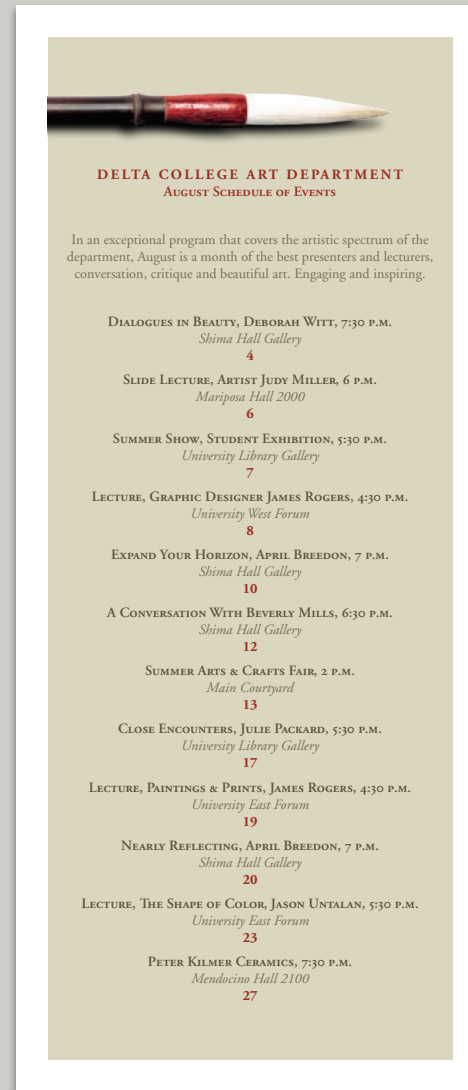 DELTA COLLEGE ART DEPARTMENT
August Schedule of Events
In an exceptional program that covers the artistic spectrum of the
department, August is a month of the best presenters and lecturers,
conversation, critique and beautiful art. Engaging and inspiring.
Dialogues in Beauty, Deborah Witt, 7:30 p.m.
Shima Hall Gallery
4
Slide Lecture, Artist Judy Miller, 6 p.m.
Mariposa Hall 2000
6
Summer Show, Student Exhibition, 5:30 p.m.
University Library Gallery
7
Lecture, Graphic Designer James Rogers, 4:30 p.m.
University West Forum
8
Expand Your Horizon, April Breedon, 7 p.m.
Shima Hall Gallery
10
A Conversation With Beverly Mills, 6:30 p.m.
Shima Hall Gallery
12
Summer Arts & Crafts Fair, 2 p.m.
Main Courtyard
13
Close Encounters, Julie Packard, 5:30 p.m.
University Library Gallery
17
Lecture, Paintings & Prints, James Rogers, 4:30 p.m.
University East Forum
19
Nearly Reflecting, April Breedon, 7 p.m.
Shima Hall Gallery
20
Lecture, The Shape of Color, Jason Untalan, 5:30 p.m.
University East Forum
23
Peter Kilmer Ceramics, 7:30 p.m.
Mendocino Hall 2100
27